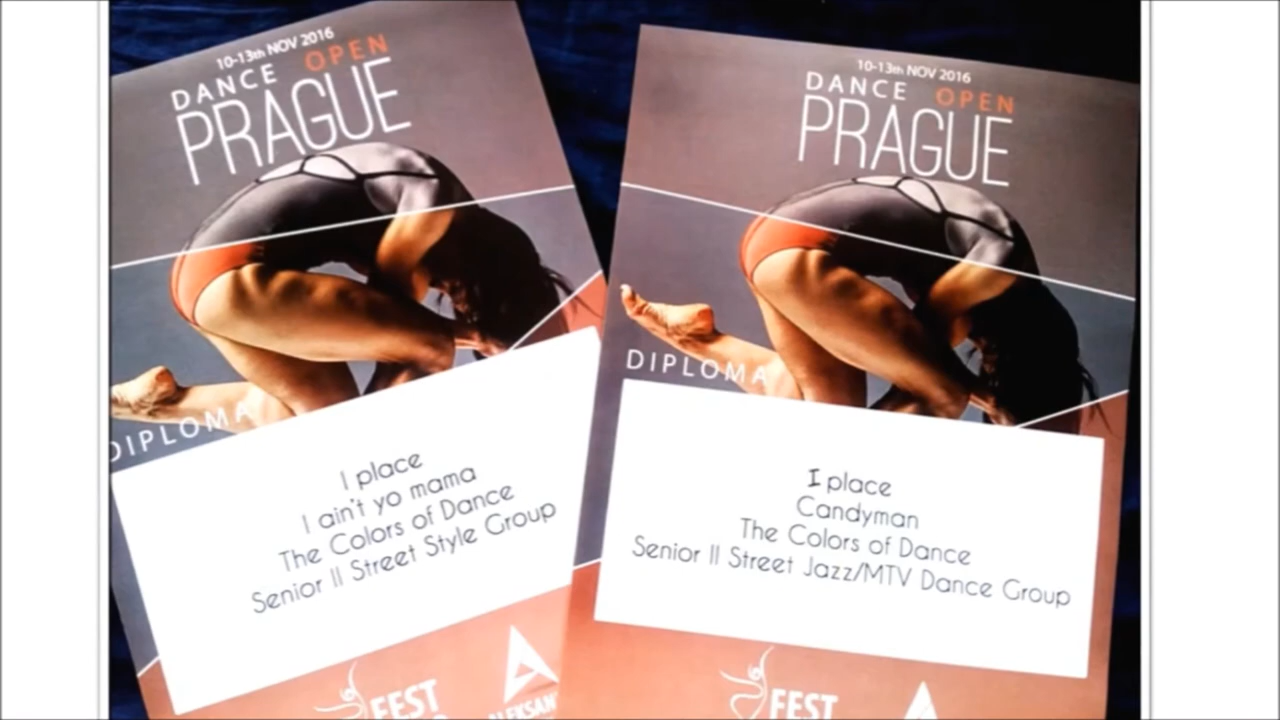 10-13th NOV 2016
DANCE OPEN
PRAGUE
DIPLOMA
I place
I ain't yo mama
The Colors of Dance
Senior II Street Style Group
FEST
10-13th NOV 2016
DANCE OPEN
PRAGUE
DIPLOMA
I place
Candyman
The Colors of Dance
Senior II Street Jazz/MTV Dance Group
FEST